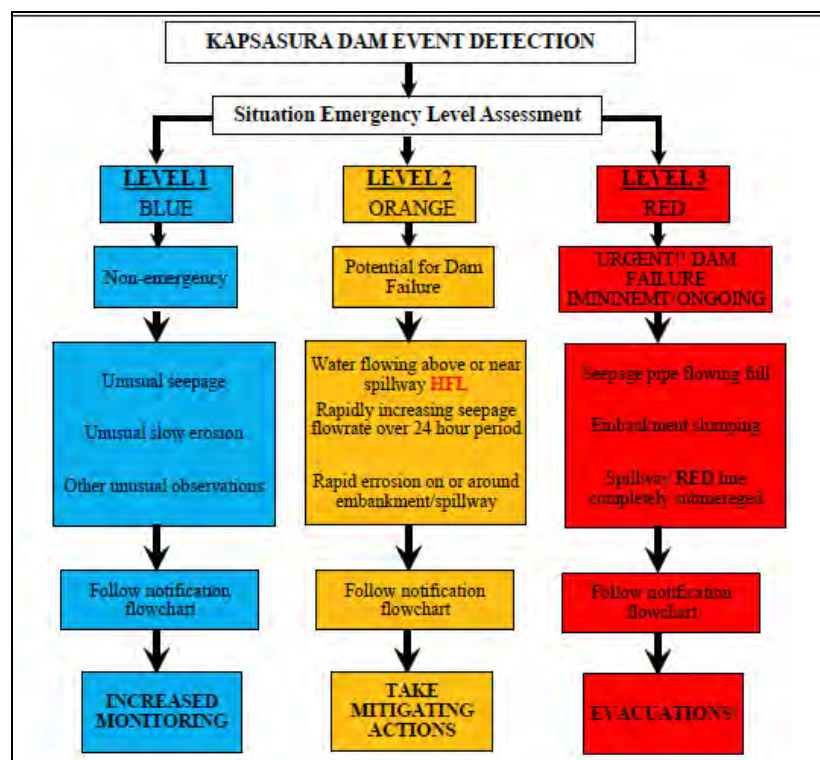 KAPSASURA DAM EVENT DETECTION
Situation Emergency Level Assessment
LEVEL 1
BLUE
Non-emergency
Unusual seepage
Unusual slow erosion
Other unusual observations
Follow notification
flowchart
INCREASED
MONITORING
LEVEL 2
ORANGE
Potential for Dam
Failure
Water flowing above or near
spillway HFL
Rapidly increasing seepage
flowrate over 24 hour period
Rapid errosion on or around
embankment/spillway
Follow notification
flowchart
TAKE
MITIGATING
ACTIONS
LEVEL 3
RED
URGENT!! DAM
FAILURE
IMININEMT/ONGOING
Seepage pipe flowing full
Embankment slumping
Spillway RED line
completely submereged
Follow notification
flowchart
EVACUATIONS!